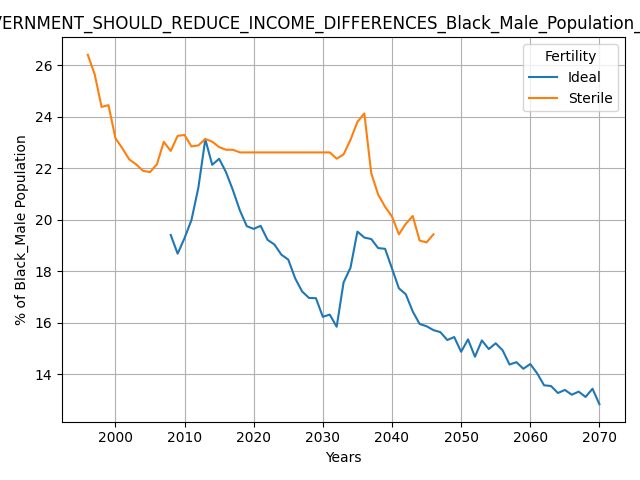 VERNMENT_SHOULD_REDUCE_INCOME_DIFFERENCES_Black_Male_Population_
Fertility
Ideal
Sterile
% of Black_Male Population
26
24
22
20
18
16
14
2000 2010 2020 2030 2040 2050 2060 2070
Years